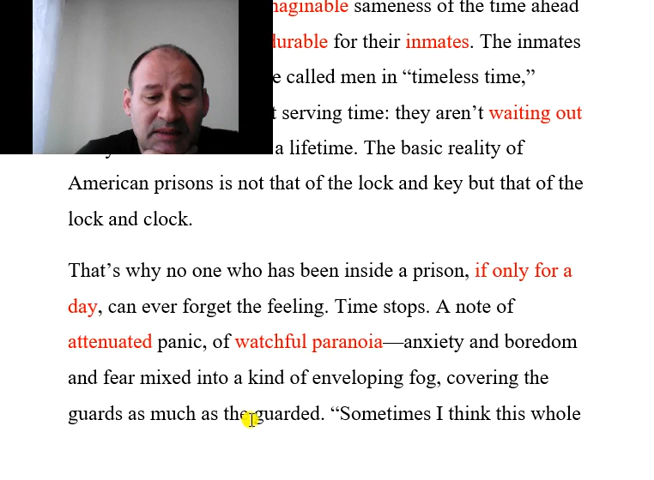 sameness of the time ahead
for their inmates. The inmates
called men in “timeless time,”
serving time: they aren’t waiting out
a lifetime. The basic reality of
American prisons is not that of the lock and key but that of the
lock and clock.
That’s why no one who has been inside a prison, if only for a
day, can ever forget the feeling. Time stops. A note of
attenuated panic, of watchful paranoia—anxiety and boredom
and fear mixed into a kind of enveloping fog, covering the
guards as much as the guarded. “Sometimes I think this whole